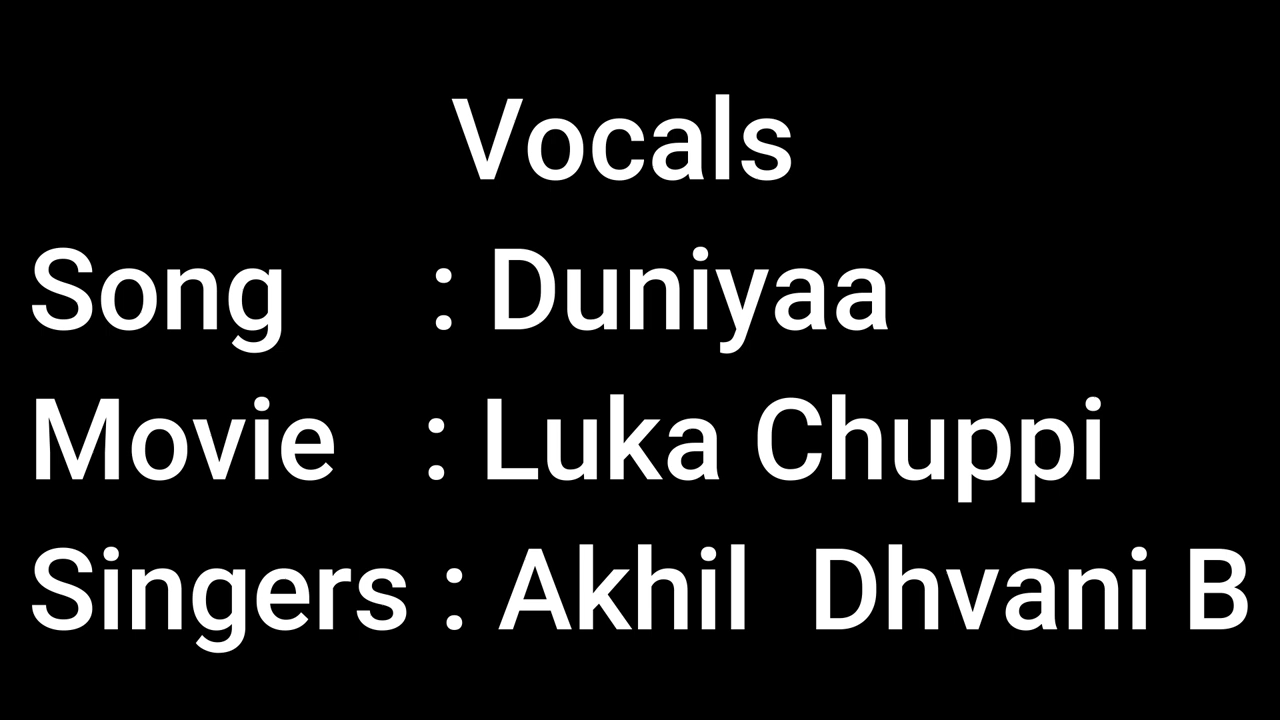 Vocals
Song : Duniyaa
Movie : Luka Chuppi
Singers : Akhil Dhvani B